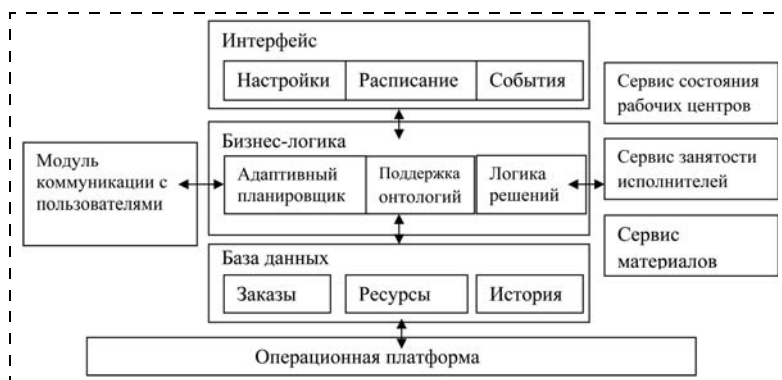 Интерфейс
Настройки
Расписание
События
Бизнес-логика
Адаптивный
планировщик
Поддержка
онтологий
Логика
решений
База данных
Заказы
Ресурсы
История
Операционная платформа
Модуль
коммуникации с
пользователями
Сервис состояния
рабочих центров
Сервис занятости
исполнителей
Сервис
материалов